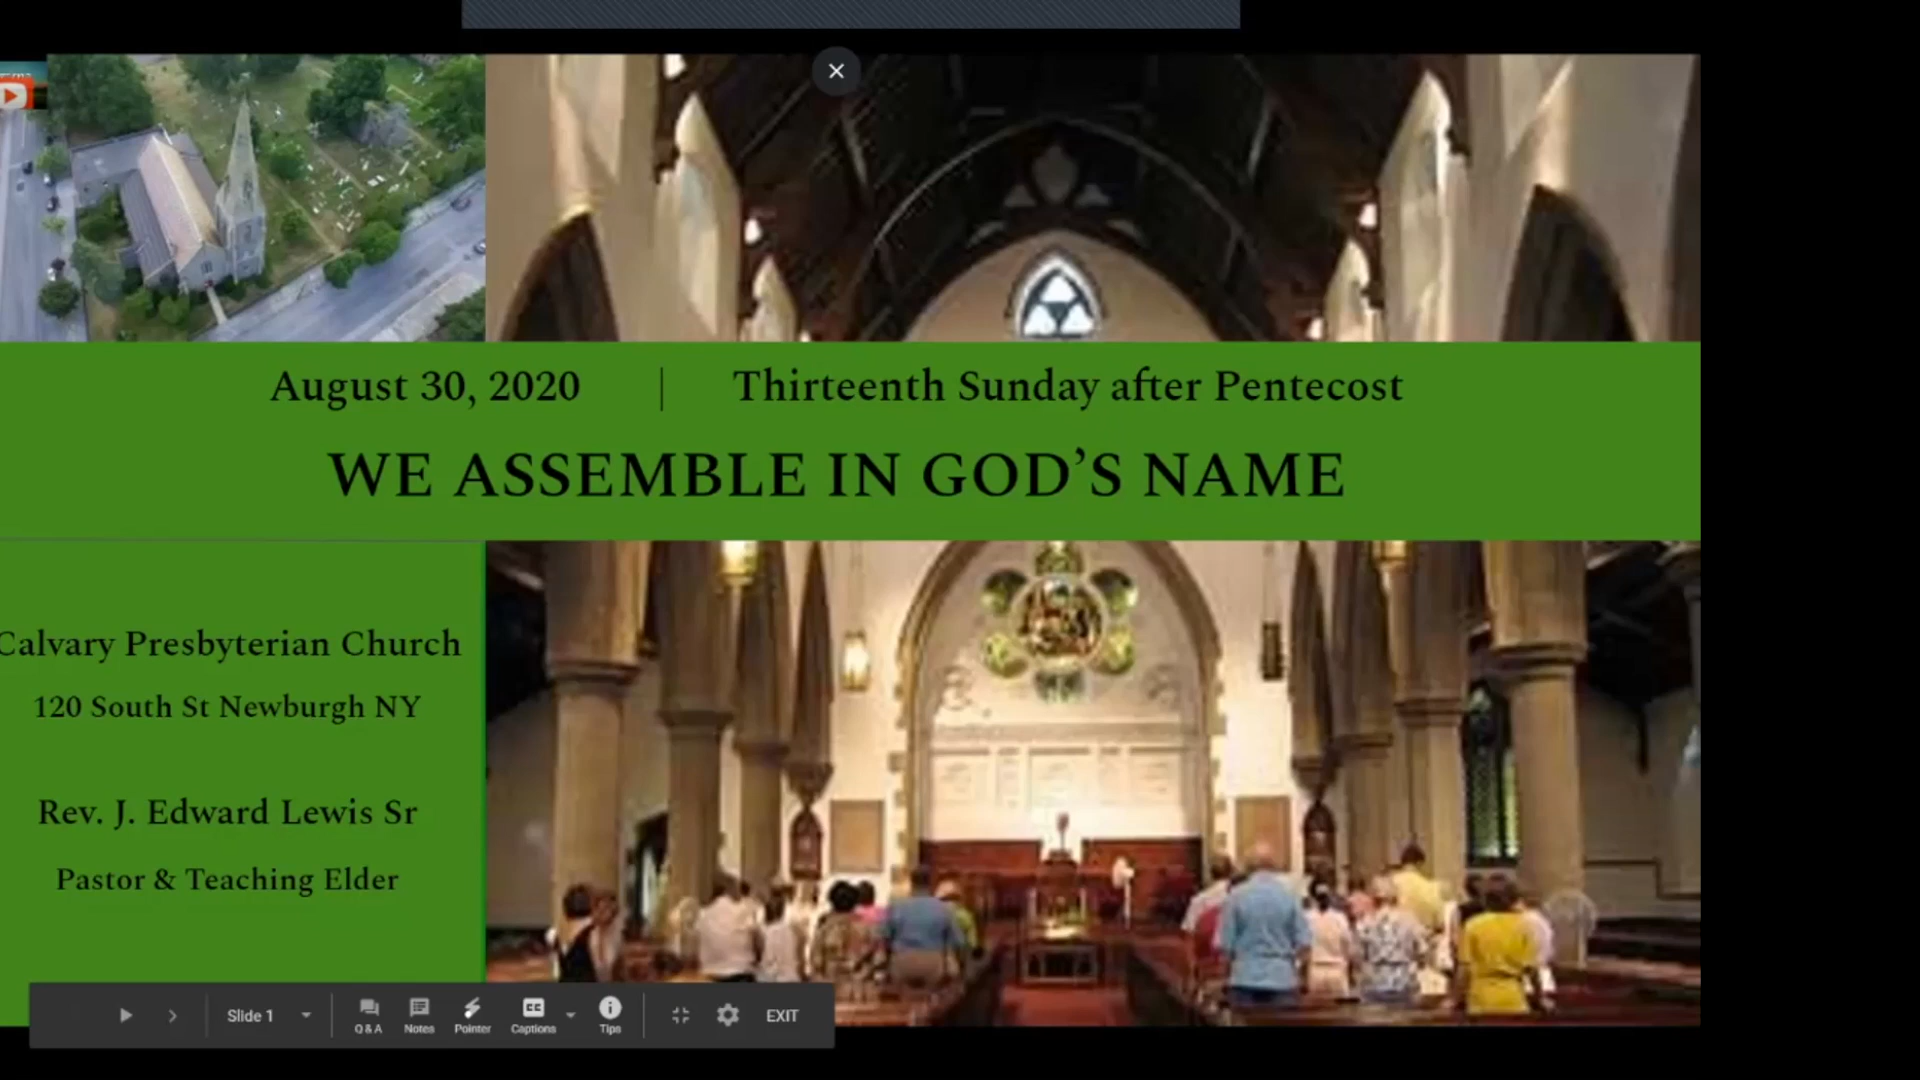 August 30, 2020 | Thirteenth Sunday after Pentecost
WE ASSEMBLE IN GOD’S NAME
Calvary Presbyterian Church
120 South St Newburgh NY
Rev. J. Edward Lewis Sr
Pastor & Teaching Elder
Slide 1
Q & A
Notes
Pointer
Captions
Tips
EXIT